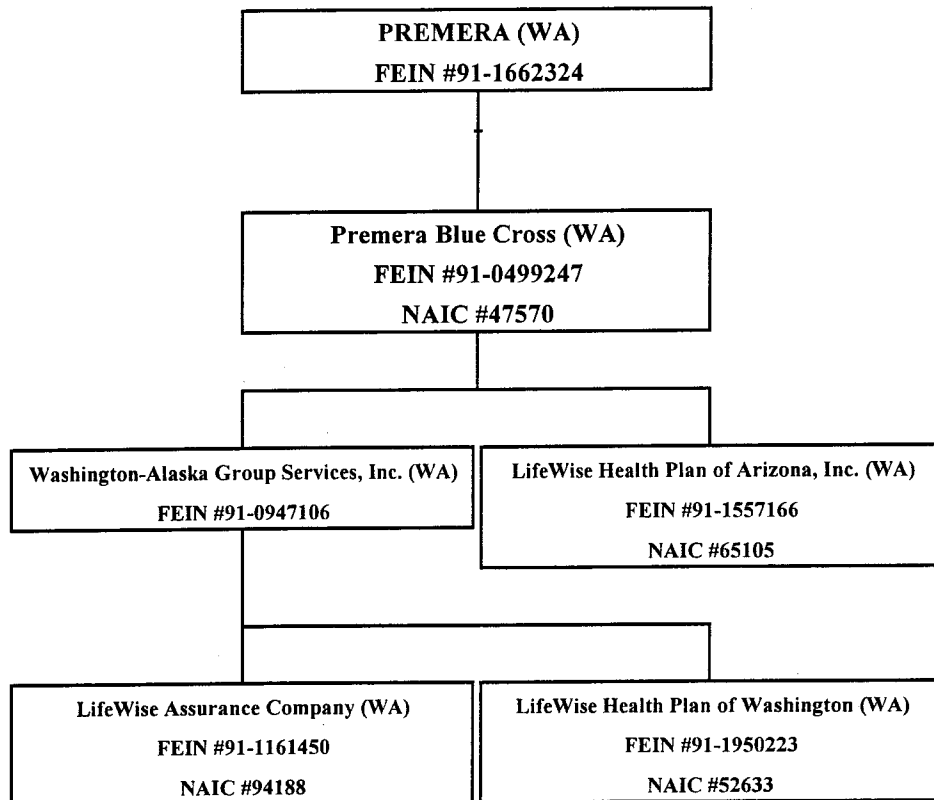 PREMERA (WA)
FEIN #91-1662324
Premera Blue Cross (WA)
FEIN #91-0499247
NAIC #47570
Washington-Alaska Group Services, Inc. (WA)
FEIN #91-0947106
LifeWise Health Plan of Arizona, Inc. (WA)
FEIN #91-1557166
NAIC #65105
LifeWise Assurance Company (WA)
FEIN #91-1161450
NAIC #94188
LifeWise Health Plan of Washington (WA)
FEIN #91-1950223
NAIC #52633